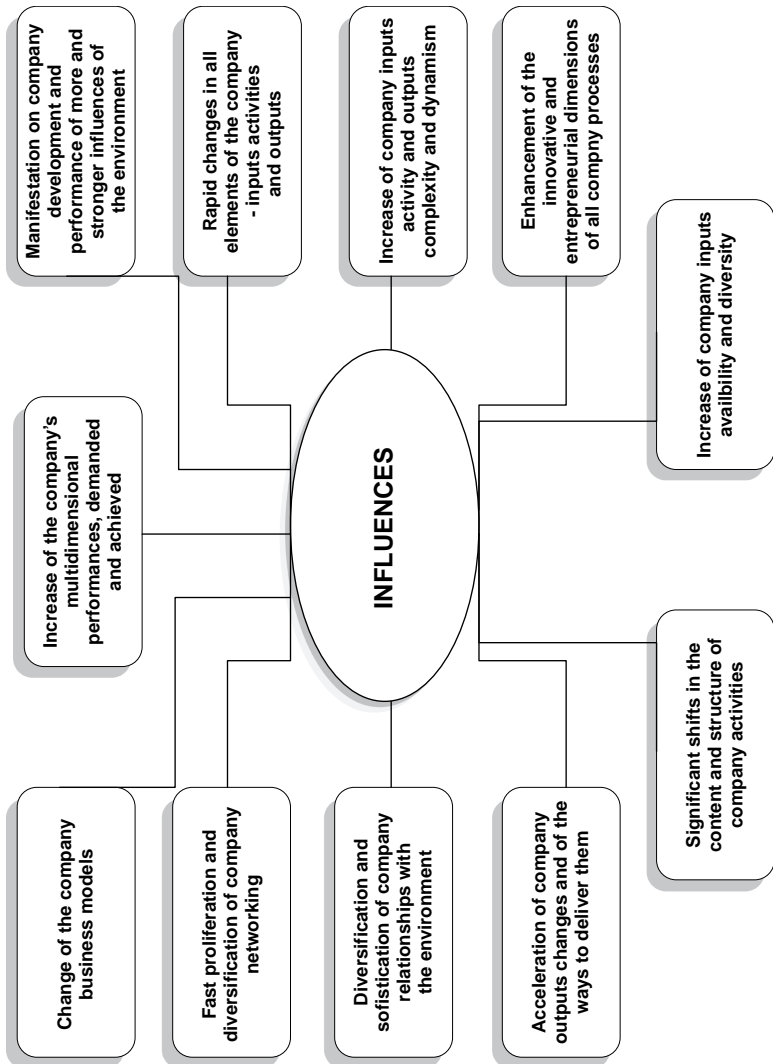 Change of the company
business models
Increase of the company's
multidimensional
performances, demanded
and achieved
Manifestation on company
development and
performance of more and
stronger influences of
the environment
Fast proliferation and
diversification of company
networking
Rapid changes in all
elements of the company
- inputs activities
and outputs
Diversification and
sofistication of company
relationships with
the environment
INFLUENCES
Increase of company inputs
activity and outputs
complexity and dynamism
Acceleration of company
outputs changes and of the
ways to deliver them
Enhancement of the
innovative and
entrepreneurial dimensions
of all compny processes
Significant shifts in the
content and structure of
company activities
Increase of company inputs
availbility and diversity